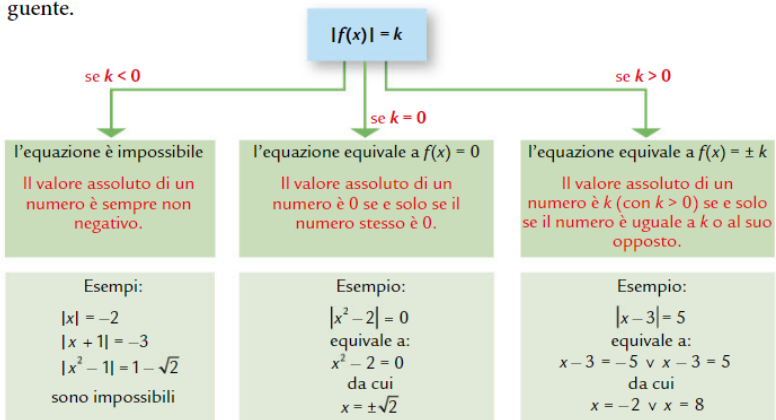 guente.
|f(x)| = k
se k < 0
se k = 0
se k > 0
l'equazione è impossibile
Il valore assoluto di un
numero è sempre non
negativo.
l'equazione equivale a f(x) = 0
Il valore assoluto di un
numero è 0 se e solo se il
numero stesso è 0.
l'equazione equivale a f(x) = ± k
Il valore assoluto di un
numero è k (con k > 0) se e solo
se il numero è uguale a k o al suo
opposto.
Esempi:
|x| = −2
|x + 1| = −3
|x² − 1| = 1 − √2
sono impossibili
Esempio:
|x² − 2| = 0
equivale a:
x² − 2 = 0
da cui
x = ±√2
Esempio:
|x − 3| = 5
equivale a:
x − 3 = −5 ∨ x − 3 = 5
da cui
x = −2 ∨ x = 8